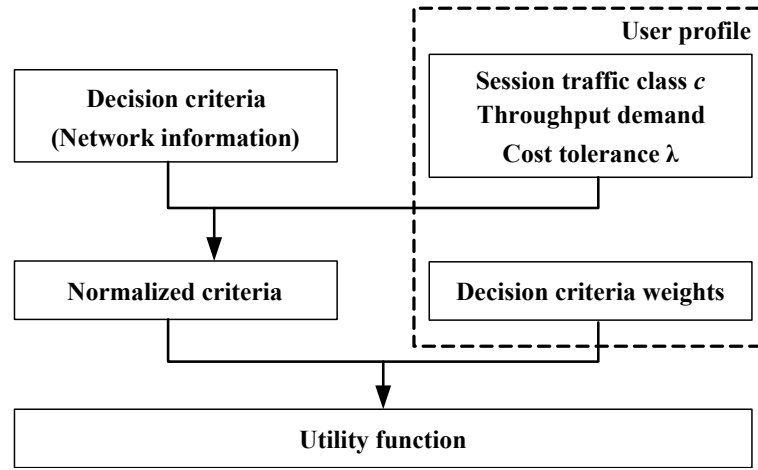 User profile
Decision criteria
(Network information)
Session traffic class c
Throughput demand
Cost tolerance λ
Normalized criteria
Decision criteria weights
Utility function